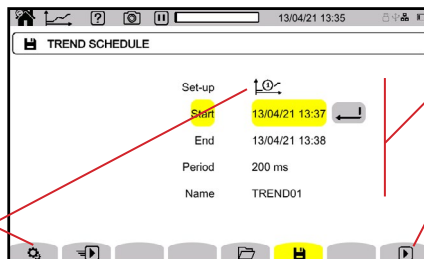 13/04/21 13:35
TREND SCHEDULE
Set-up
Start 13/04/21 13:37
End 13/04/21 13:38
Period 200 ms
Name TREND01